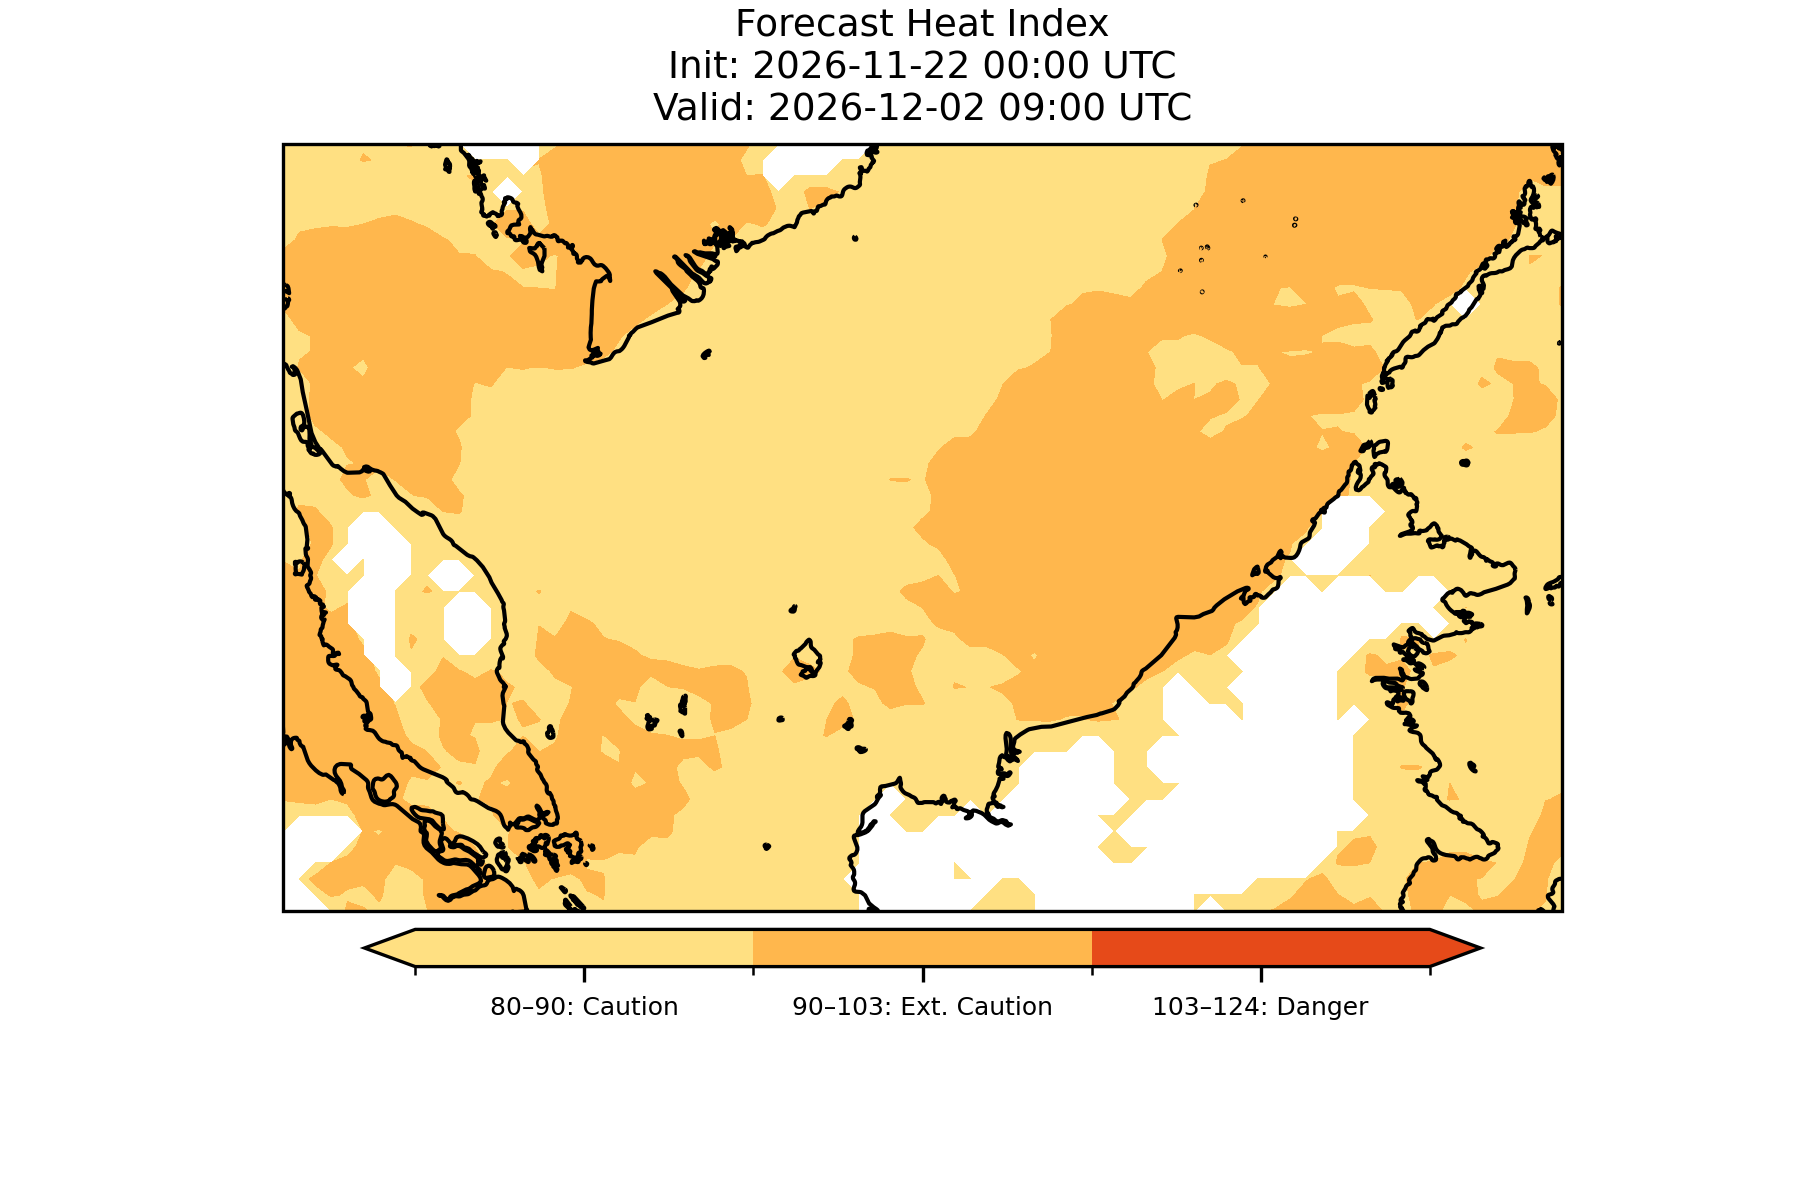 Forecast Heat Index
Init: 2026-11-22 00:00 UTC
Valid: 2026-12-02 09:00 UTC
80–90: Caution
90–103: Ext. Caution
103–124: Danger